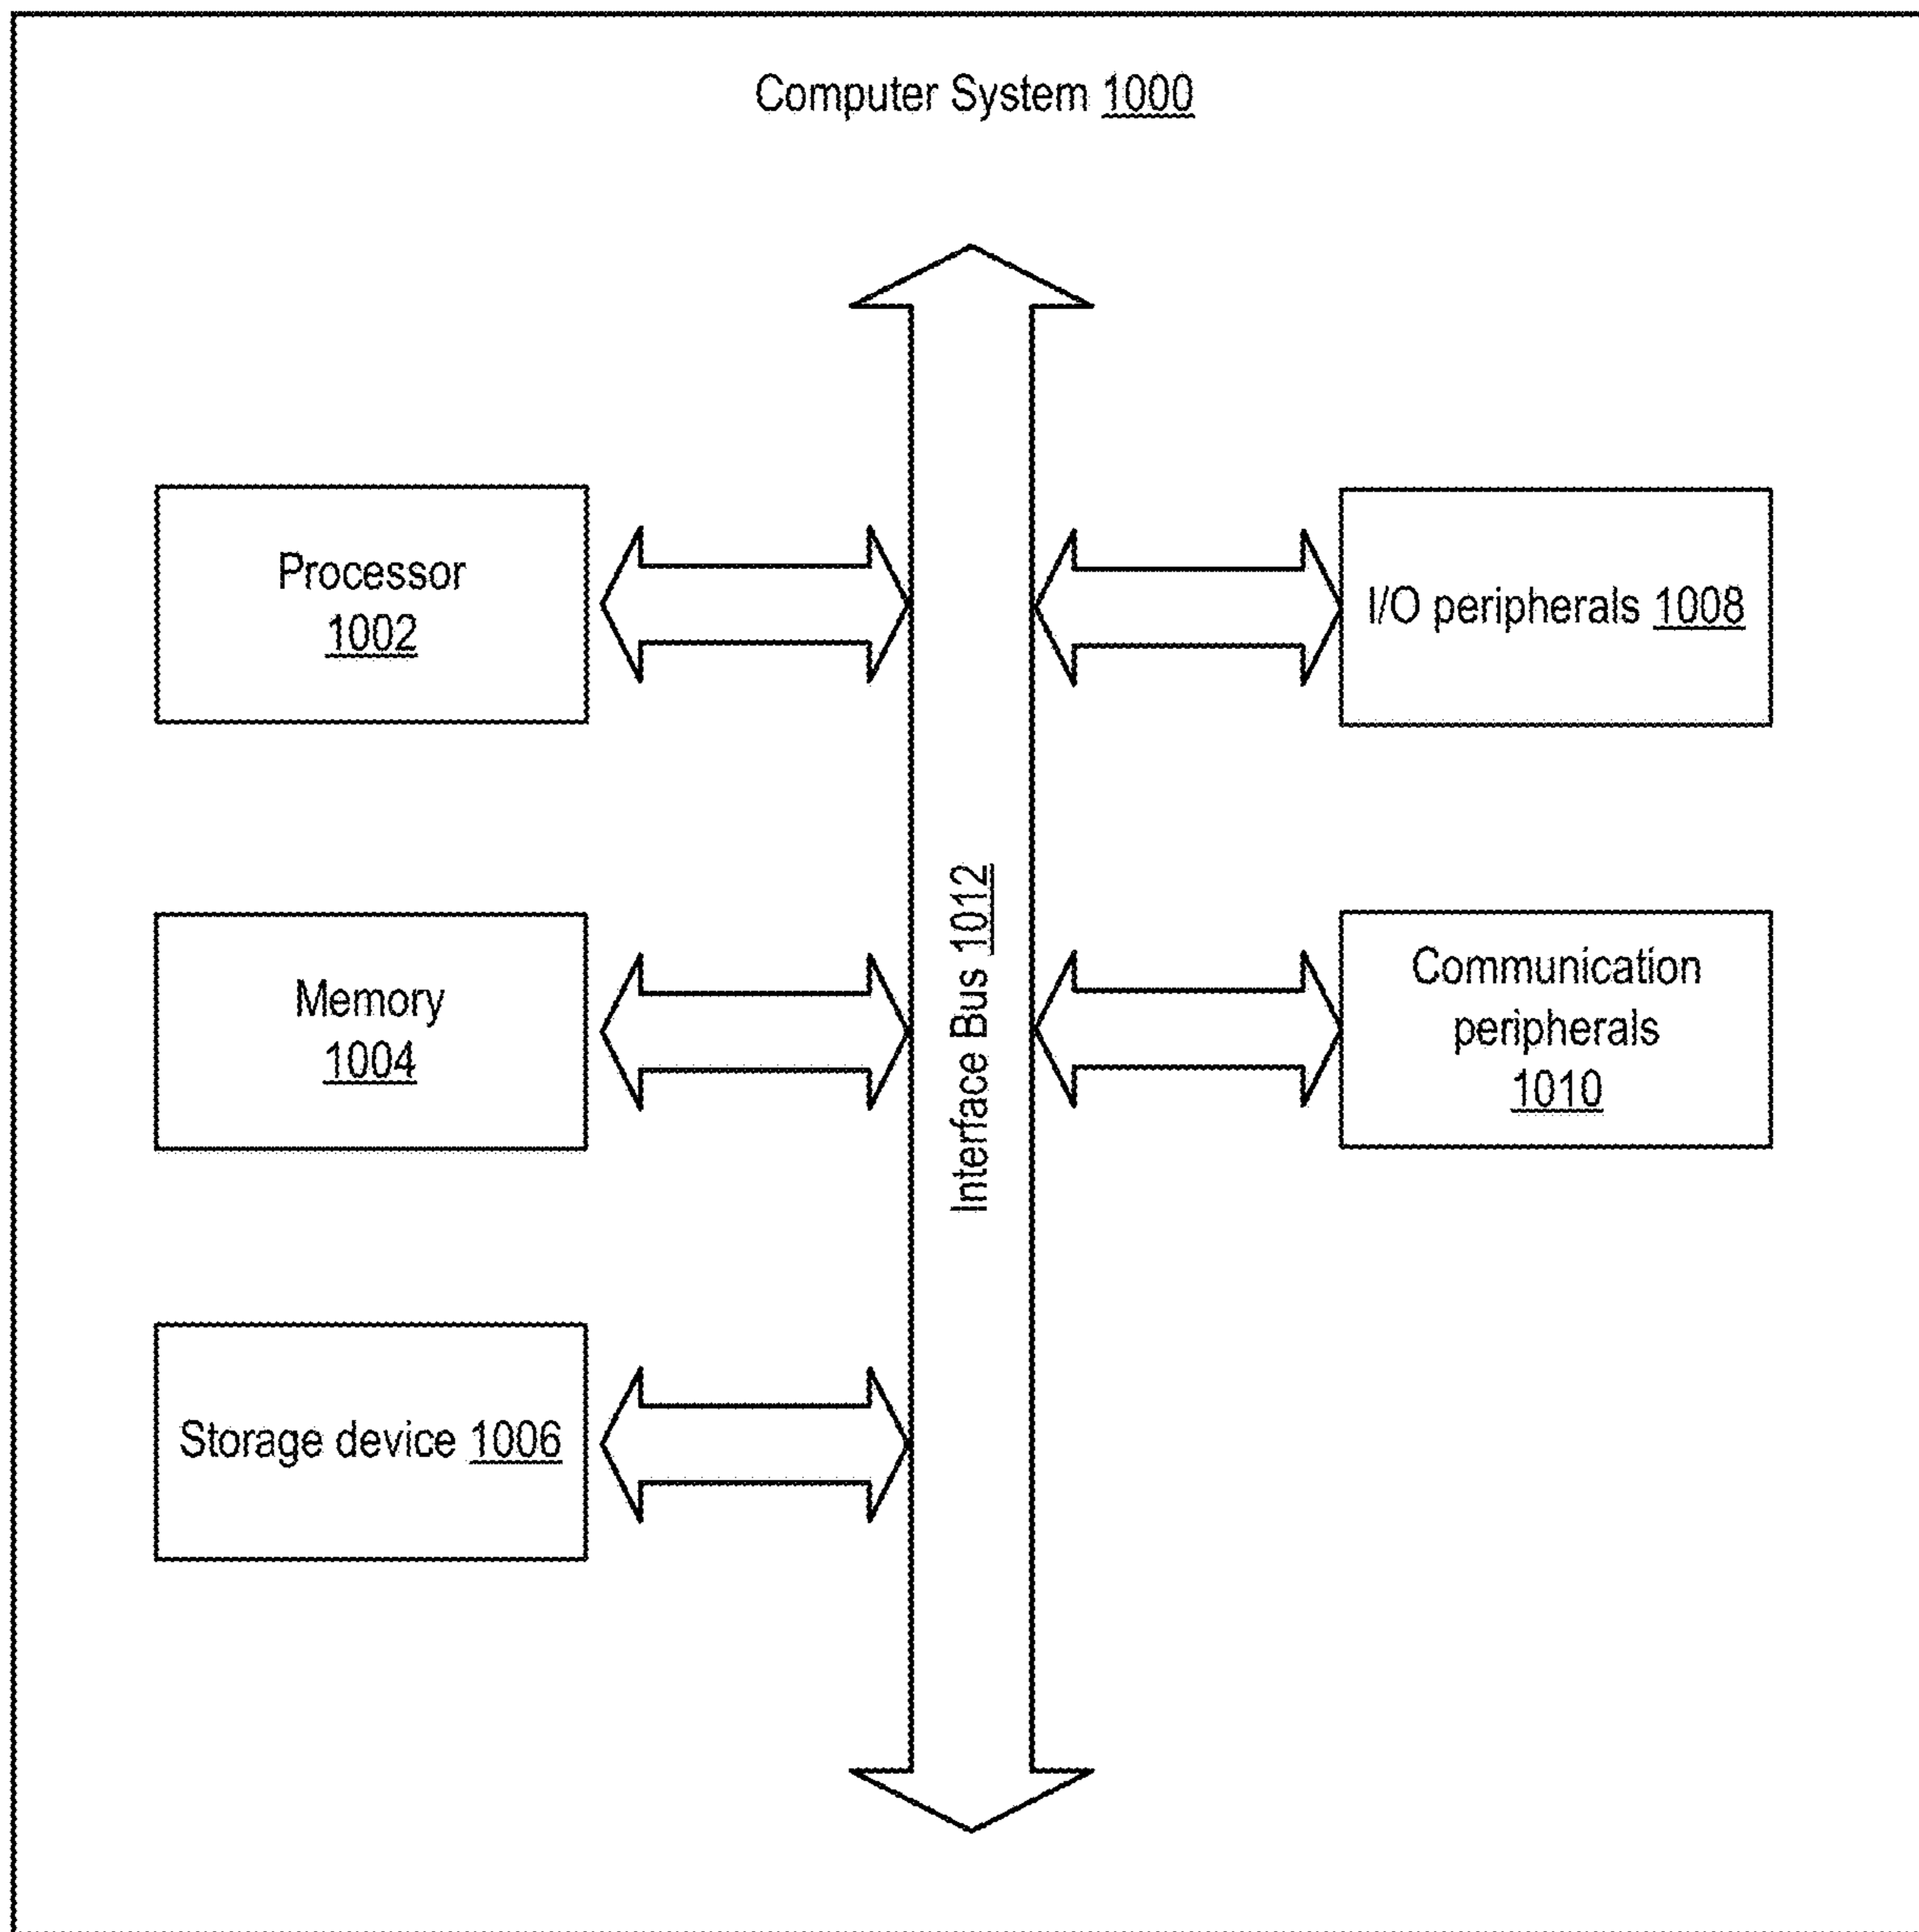 Computer System 1000
Processor
1002
I/O peripherals 1008
Memory
1004
Interface Bus 1012
Communication
peripherals
1010
Storage device 1006